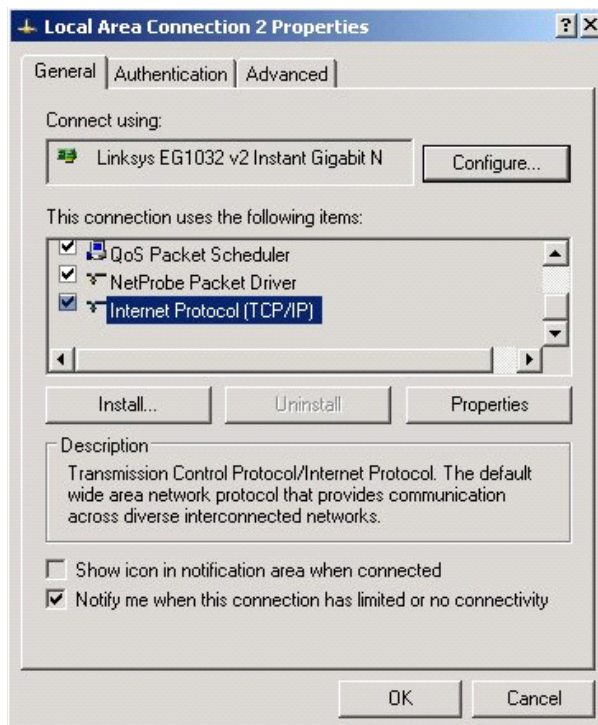 Local Area Connection 2 Properties
General
Authentication
Advanced
Connect using:
Linksys EG1032 v2 Instant Gigabit N
Configure...
This connection uses the following items:
QoS Packet Scheduler
NetProbe Packet Driver
Internet Protocol (TCP/IP)
Install...
Uninstall
Properties
Description
Transmission Control Protocol/Internet Protocol. The default
wide area network protocol that provides communication
across diverse interconnected networks.
Show icon in notification area when connected
Notify me when this connection has limited or no connectivity
OK
Cancel